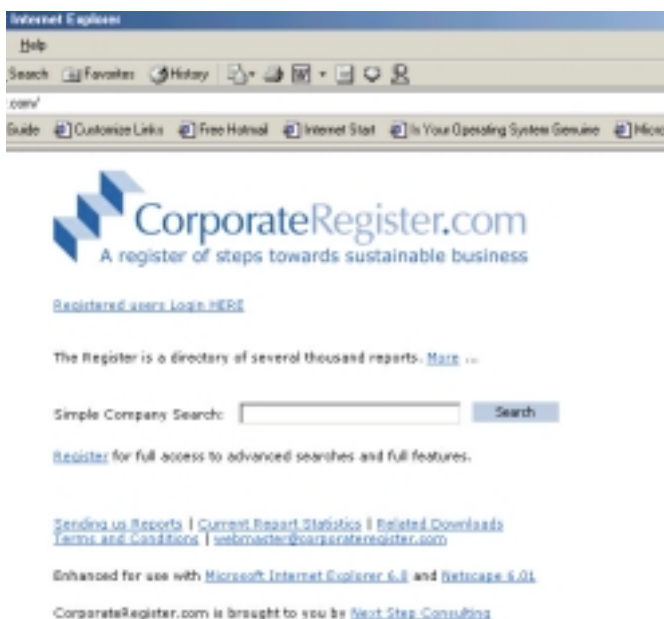 Internet Explorer
Help
Search Favorites History
.com/
Guide Customize Links Free Hotmail Internet Start Is Your Operating System Genuine Micro
CorporateRegister.com
A register of steps towards sustainable business
Registered users Login HERE
The Register is a directory of several thousand reports. More ...
Simple Company Search: Search
Register for full access to advanced searches and full features.
Sending us Reports | Current Report Statistics | Related Downloads
Terms and Conditions | webmaster@corporateregister.com
Enhanced for use with Microsoft Internet Explorer 6.0 and Netscape 6.01
CorporateRegister.com is brought to you by Next Step Consulting